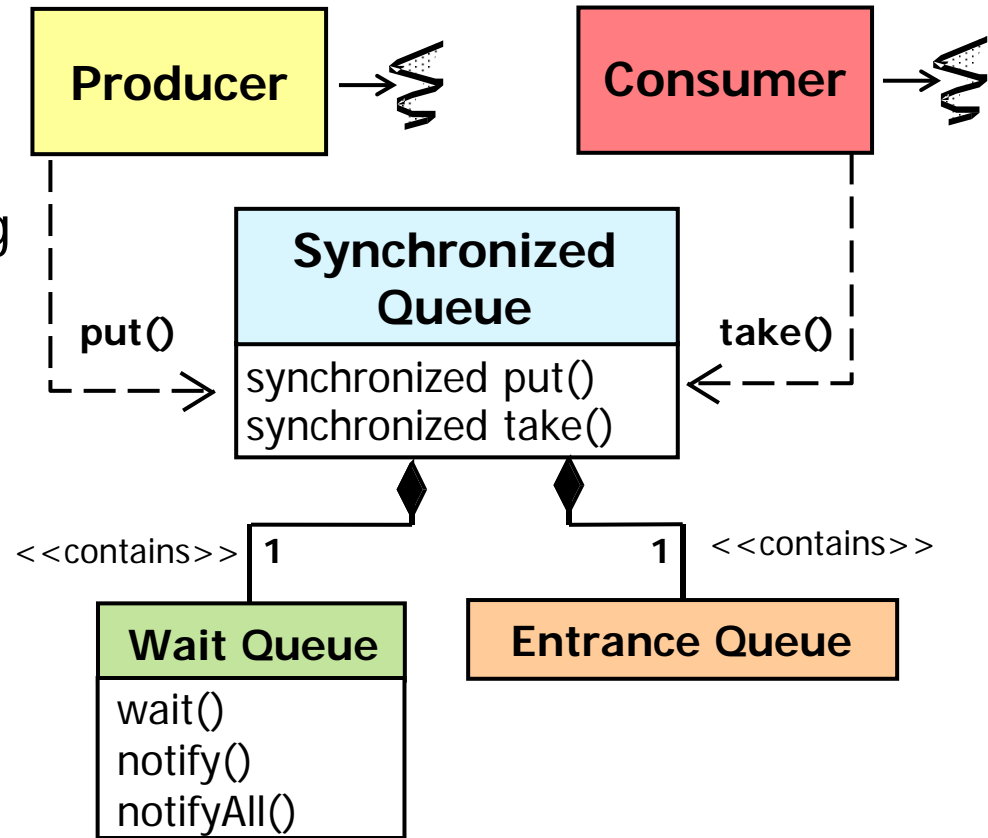 Producer
Consumer
g
Synchronized
Queue
put()
take()
synchronized put()
synchronized take()
<<contains>>
1
1
<<contains>>
Wait Queue
Entrance Queue
wait()
notify()
notifyAll()